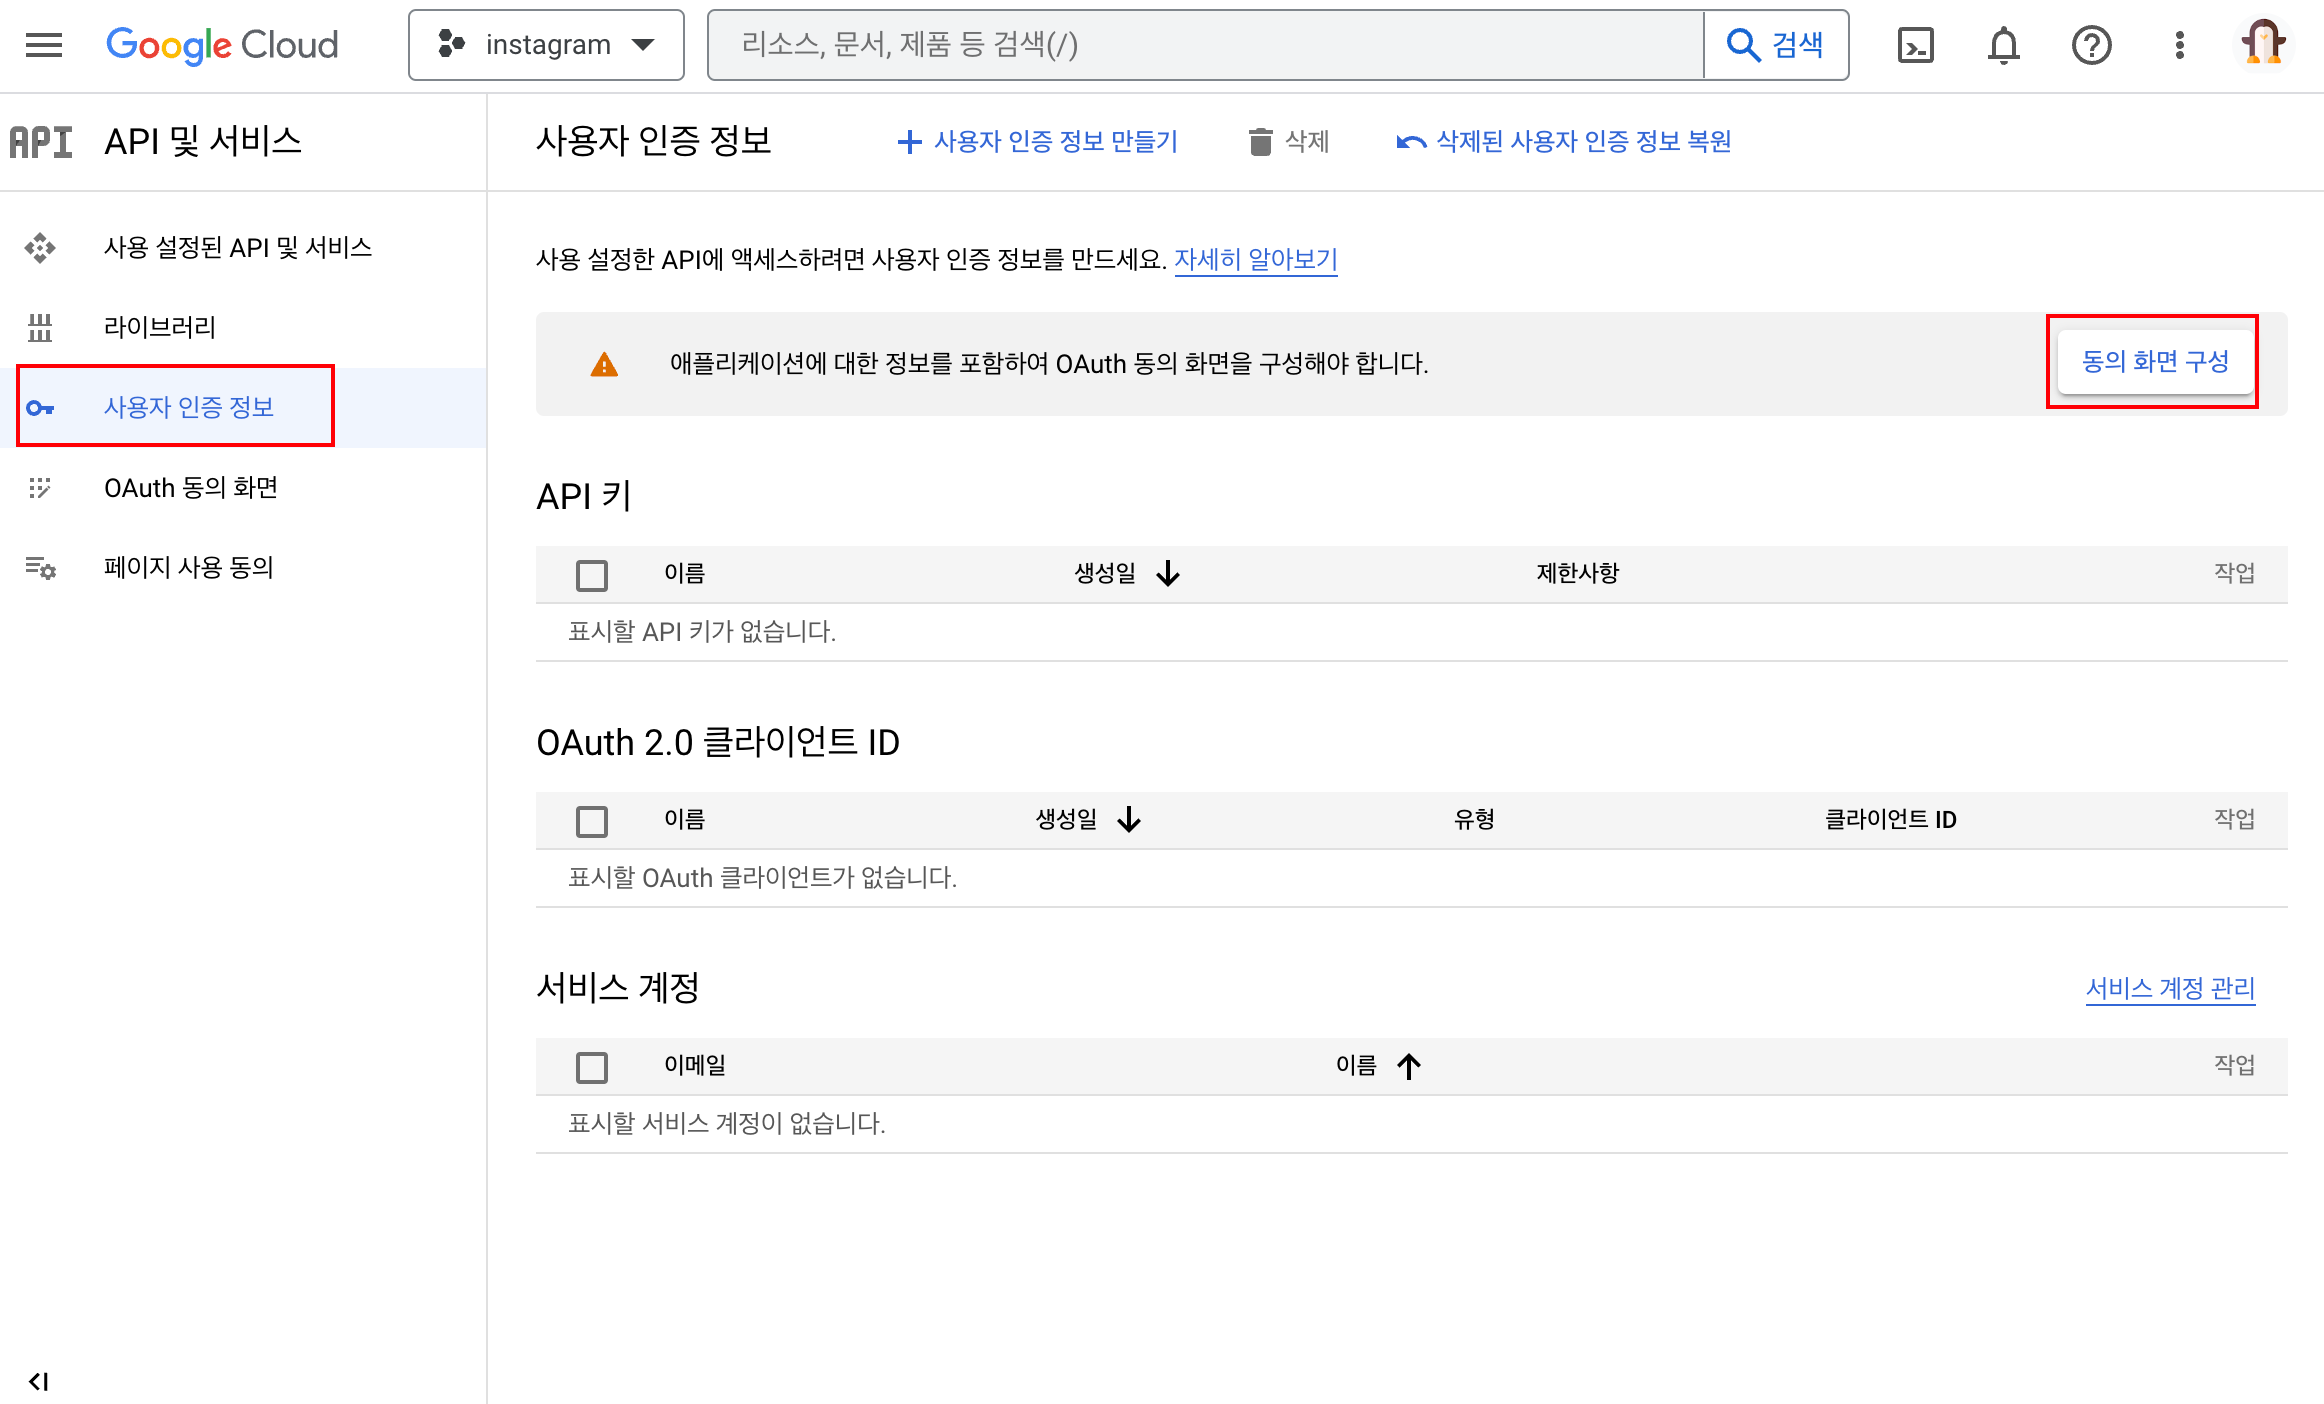 Google Cloud
instagram
리소스, 문서, 제품 등 검색(/)
검색
API
API 및 서비스
사용 설정된 API 및 서비스
라이브러리
사용자 인증 정보
OAuth 동의 화면
페이지 사용 동의
사용자 인증 정보
사용자 인증 정보 만들기
삭제
삭제된 사용자 인증 정보 복원
사용 설정한 API에 액세스하려면 사용자 인증 정보를 만드세요. 자세히 알아보기
애플리케이션에 대한 정보를 포함하여 OAuth 동의 화면을 구성해야 합니다.
동의 화면 구성
API 키
이름 생성일 제한사항 작업
표시할 API 키가 없습니다.
OAuth 2.0 클라이언트 ID
이름 생성일 유형 클라이언트 ID 작업
표시할 OAuth 클라이언트가 없습니다.
서비스 계정
서비스 계정 관리
이메일 이름 작업
표시할 서비스 계정이 없습니다.